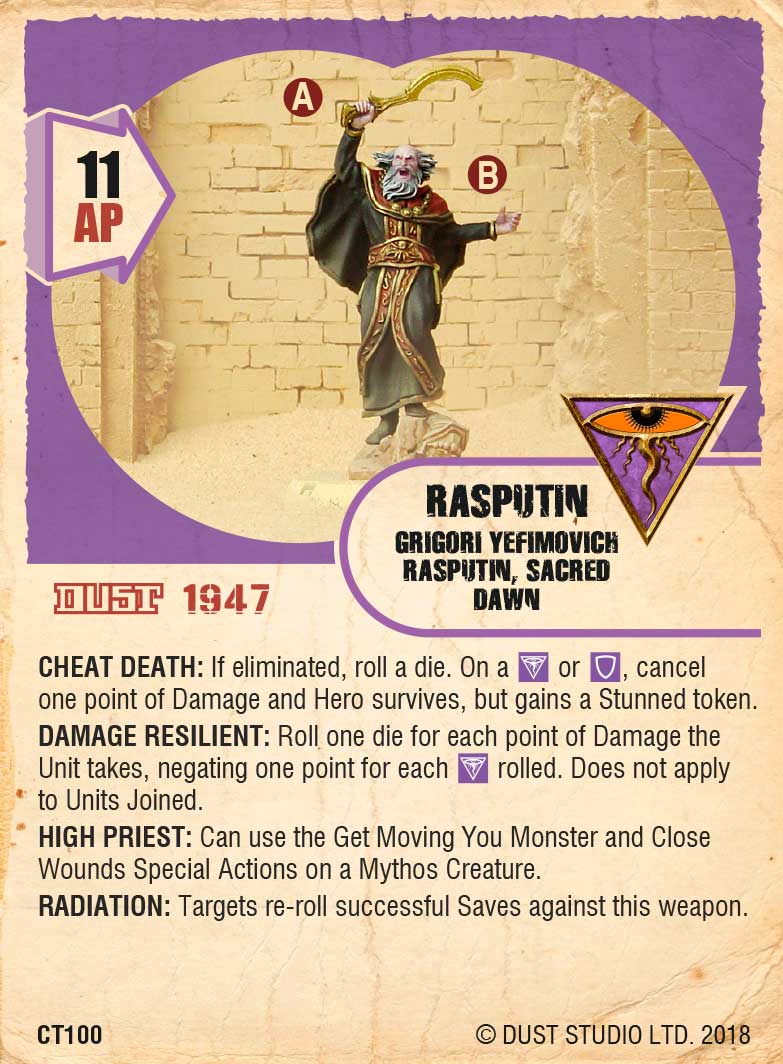 A
B
11
AP
RASPUTIN
GRIGORI YEFIMOVICH
RASPUTIN, SACRED
DAWN
DUST 1947
CHEAT DEATH: If eliminated, roll a die. On a or , cancel
one point of Damage and Hero survives, but gains a Stunned token.
DAMAGE RESILIENT: Roll one die for each point of Damage the
Unit takes, negating one point for each rolled. Does not apply
to Units Joined.
HIGH PRIEST: Can use the Get Moving You Monster and Close
Wounds Special Actions on a Mythos Creature.
RADIATION: Targets re-roll successful Saves against this weapon.
CT100
© DUST STUDIO LTD. 2018